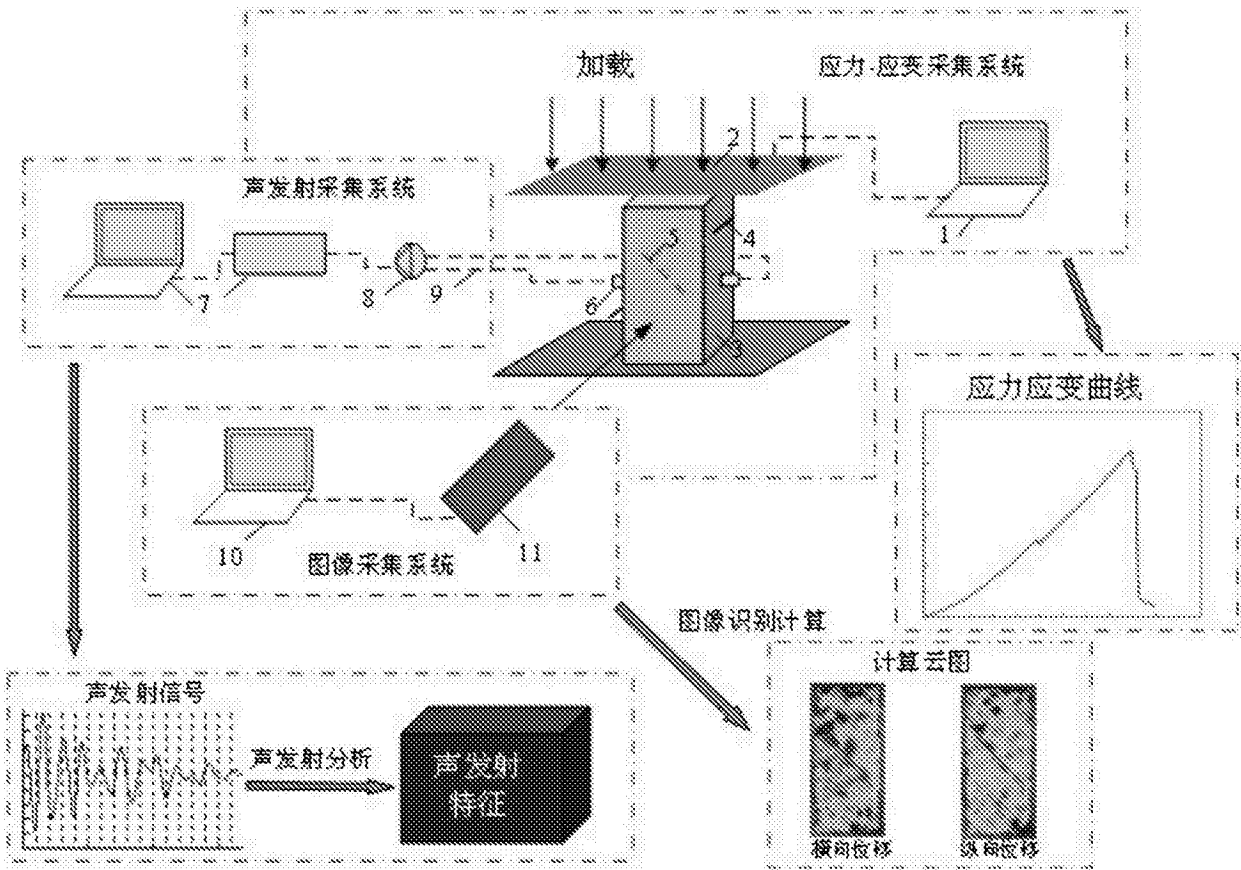 加载
应力-应变采集系统
2
声发射采集系统
5
4
1
7
8
9
6
3
应力应变曲线
10
图像采集系统
11
图像识别计算
计算云图
声发射信号
声发射分析
声发射
特征
横向位移
纵向位移